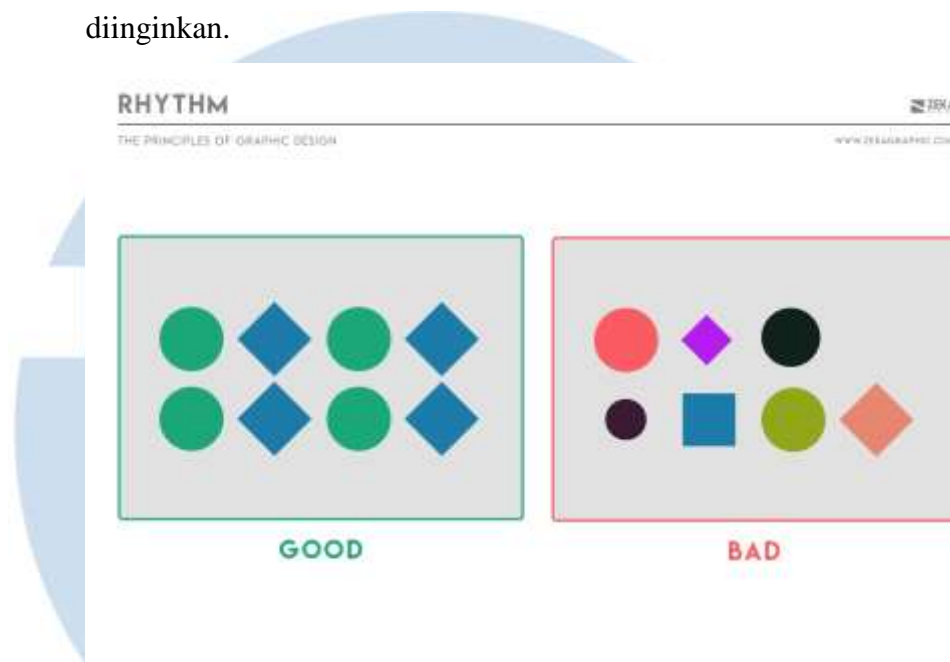 diinginkan.
RHYTHM
THE PRINCIPLES OF GRAPHIC DESIGN
GOOD
BAD